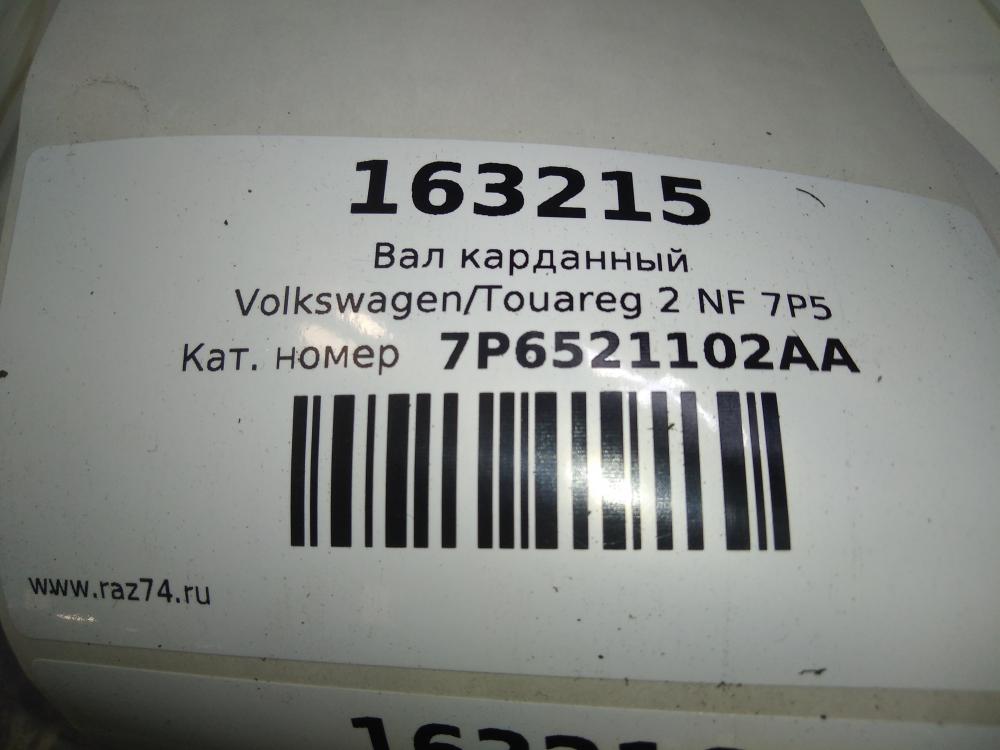 163215
Вал карданный
Volkswagen/Touareg 2 NF 7P5
Кат. номер 7P6521102AA
www.raz74.ru